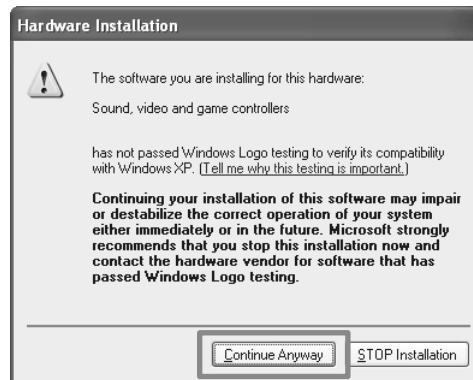 Hardware Installation
The software you are installing for this hardware:
Sound, video and game controllers
has not passed Windows Logo testing to verify its compatibility
with Windows XP. (Tell me why this testing is important.)
Continuing your installation of this software may impair
or destabilize the correct operation of your system
either immediately or in the future. Microsoft strongly
recommends that you stop this installation now and
contact the hardware vendor for software that has
passed Windows Logo testing.
Continue Anyway STOP Installation